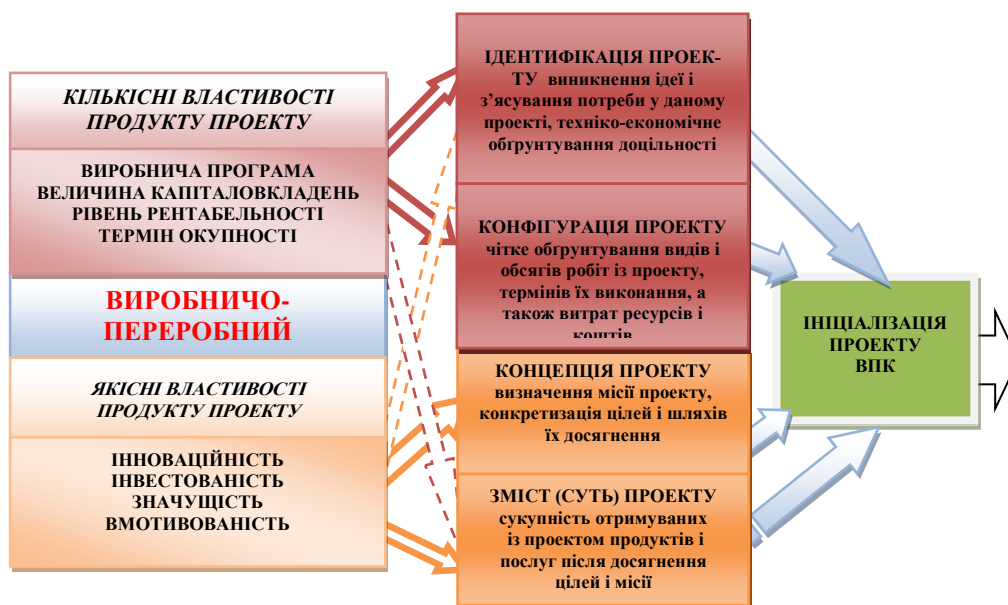 КІЛЬКІСНІ ВЛАСТИВОСТІ
ПРОДУКТУ ПРОЕКТУ
ВИРОБНИЧА ПРОГРАМА
ВЕЛИЧИНА КАПІТАЛОВКЛАДЕНЬ
РІВЕНЬ РЕНТАБЕЛЬНОСТІ
ТЕРМІН ОКУПНОСТІ
ВИРОБНИЧО-
ПЕРЕРОБНИЙ
ЯКІСНІ ВЛАСТИВОСТІ
ПРОДУКТУ ПРОЕКТУ
ІННОВАЦІЙНІСТЬ
ІНВЕСТОВАНІСТЬ
ЗНАЧУЩІСТЬ
ВМОТИВОВАНІСТЬ
ІДЕНТИФІКАЦІЯ ПРОЕК-
ТУ виникнення ідеї і
з’ясування потреби у даному
проекті, техніко-економічне
обґрунтування доцільності
КОНФІГУРАЦІЯ ПРОЕКТУ
чітке обґрунтування видів і
обсягів робіт із проекту,
термінів їх виконання, а
також витрат ресурсів і
коштів
КОНЦЕПЦІЯ ПРОЕКТУ
визначення місії проекту,
конкретизація цілей і шляхів
їх досягнення
ЗМІСТ (СУТЬ) ПРОЕКТУ
сукупність отримуваних
із проектом продуктів і
послуг після досягнення
цілей і місії
ІНІЦІАЛІЗАЦІЯ
ПРОЕКТУ
ВПК